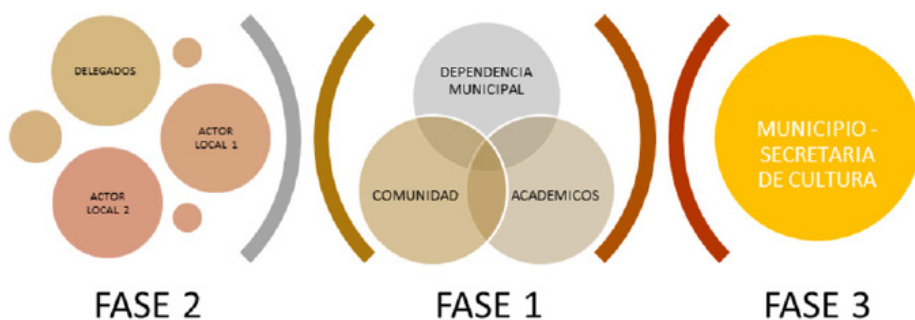 DELEGADOS
ACTOR
LOCAL 1
ACTOR
LOCAL 2
FASE 2
DEPENDENCIA
MUNICIPAL
COMUNIDAD
ACADEMICOS
FASE 1
MUNICIPIO -
SECRETARIA
DE CULTURA
FASE 3